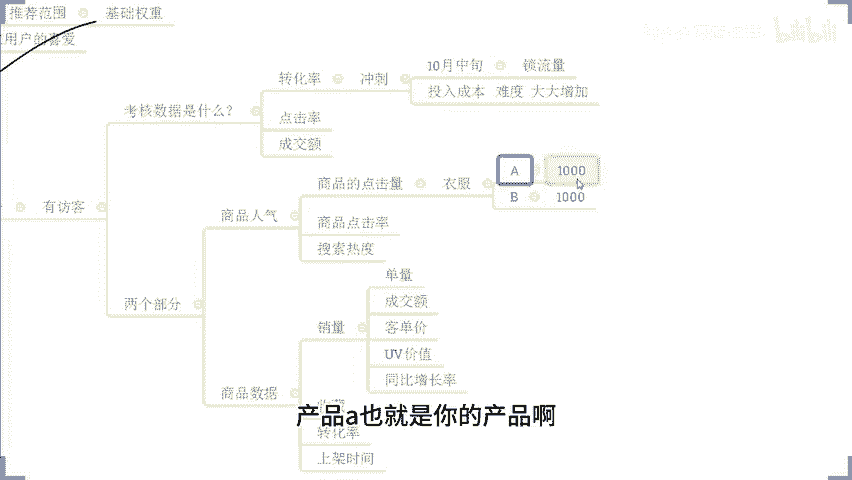 推荐范围 基础权重
用户的喜爱
bilibili
10月中旬 锁流量
转化率 冲刺
投入成本 难度 大大增加
考核数据是什么?
点击率
成交额
A 1000
商品的点击量 衣服
B 1000
有访客
商品人气
商品点击率
搜索热度
单量
两个部分
成交额
销量 客单价
UV价值
同比增长率
商品数据
产品a也就是你的产品啊
转化率
上架时间